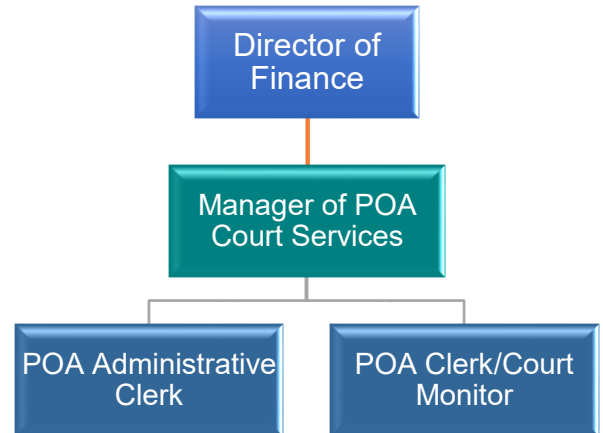 Director of
Finance
Manager of POA
Court Services
POA Administrative
Clerk
POA Clerk/Court
Monitor